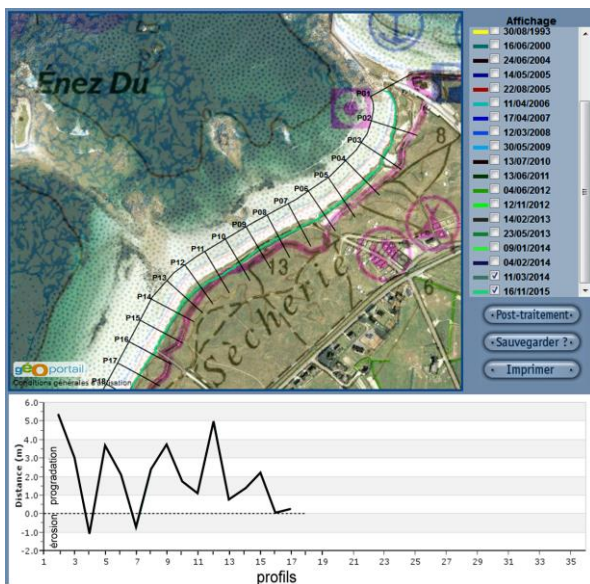 Énez Du
P01
P02
P03
P04
P05
P06
P07
P08
P09
P10
P11
P12
P13
P14
P15
P16
P17
P18
8
13
6
Sècherie
géoportail
Conditions générales d'utilisation
Affichage
30/08/1993
16/06/2000
24/06/2004
14/05/2005
22/08/2005
11/04/2006
17/04/2007
12/03/2008
30/05/2009
13/07/2010
13/06/2011
04/06/2012
12/11/2012
14/02/2013
23/05/2013
09/01/2014
04/02/2014
11/03/2014
16/11/2015
Post-traitement
Sauvegarder ?
Imprimer
Distance (m)
érosion progradation
6.0
5.0
4.0
3.0
2.0
1.0
0.0
-1.0
-2.0
1 3 5 7 9 11 13 15 17 19 21 23 25 27 29 31 33 35
profils